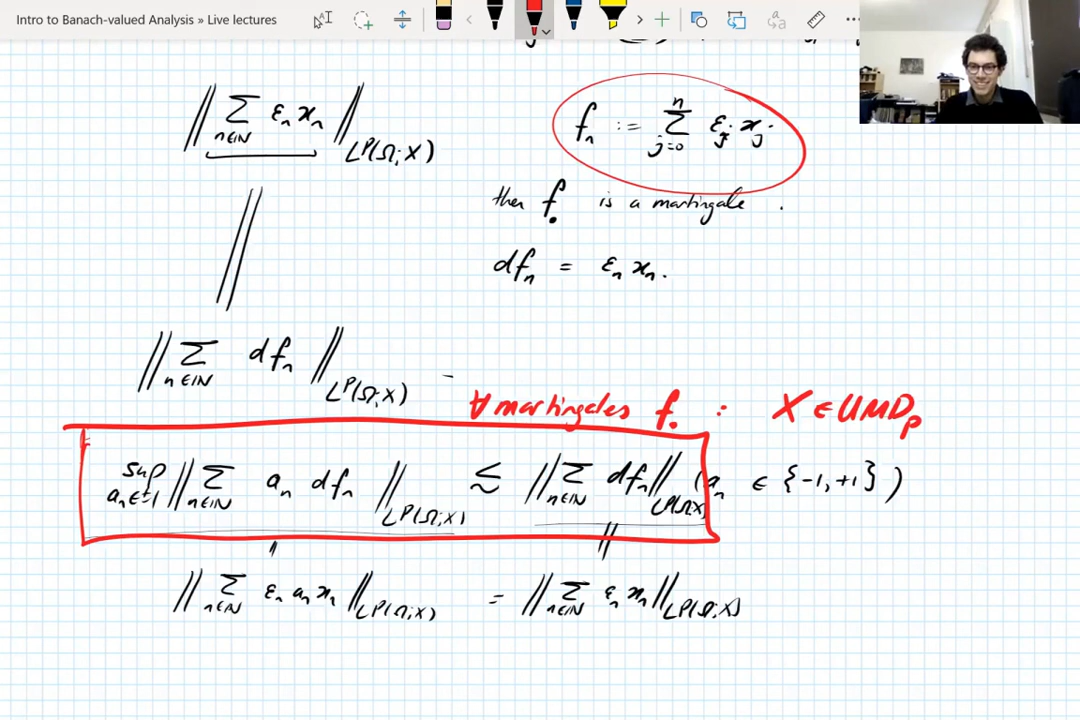 Intro to Banach-valued Analysis » Live lectures
‖ Σ_{n∈ℕ} ε_n x_n ‖_{L^p(Ω;X)}
f_n := Σ_{j=0}^{n} ε_j x_j
then f. is a martingale.
df_n = ε_n x_n.
‖ Σ_{n∈ℕ} df_n ‖_{L^p(Ω;X)}
∀ martingales f. : X ∈ UMD_p
sup_{a_n∈±1} ‖ Σ_{n∈ℕ} a_n df_n ‖_{L^p(Ω;X)} ≲ ‖ Σ_{n∈ℕ} df_n ‖_{L^p(Ω;X)} (a_n ∈ {-1,+1})
‖ Σ_{n∈ℕ} ε_n a_n x_n ‖_{L^p(Ω;X)} = ‖ Σ_{n∈ℕ} ε_n x_n ‖_{L^p(Ω;X)}